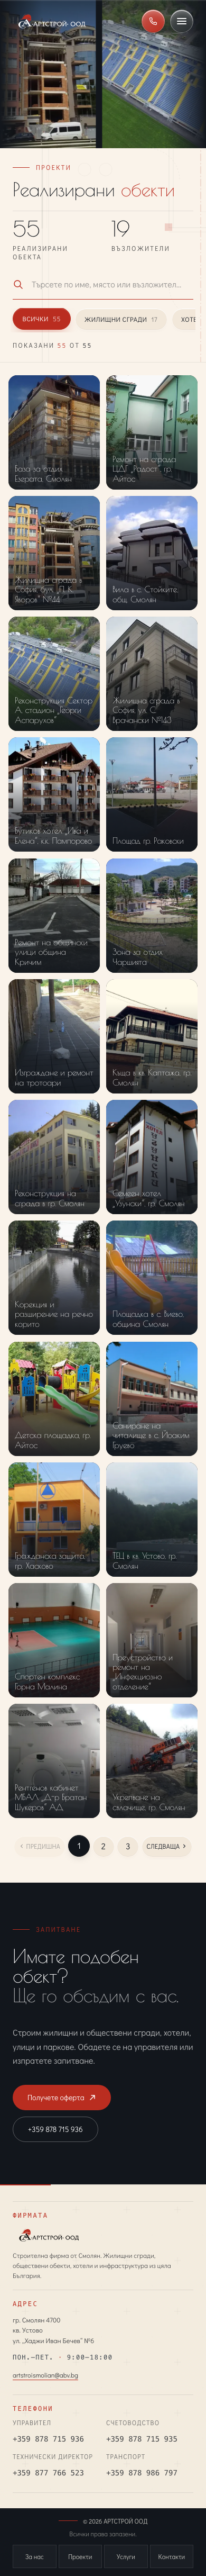 АРТСТРОЙ· ООД
ПРОЕКТИ
Реализирани обекти
55
РЕАЛИЗИРАНИ
ОБЕКТА
19
ВЪЗЛОЖИТЕЛИ
Търсете по име, място или възложител...
ВСИЧКИ 55
ЖИЛИЩНИ СГРАДИ 17
ХОТЕ
ПОКАЗАНИ 55 ОТ 55
База за отдих
Евграта, Смолян
Ремонт на сграда
ЦДГ „Радост“, гр.
Айтос
Жилищна сграда в
София, бул. „П. К.
Яворов“ №44
Вила в с. Стойките,
общ. Смолян
Реконструкция Сектор
А, стадион „Георги
Аспарухов“
Жилищна сграда в
София, ул. С.
Врачански №143
Бутиков хотел „Ива и
Елена“, кк. Пампорово
Площад, гр. Раковски
Ремонт на общински
улици община
Кричим
Зона за отдих,
Чаршията
Изграждане и ремонт
на тротоари
Къща в кв. Каптажа, гр.
Смолян
Реконструкция на
сграда в гр. Смолян
Семеен хотел
„Узунски“, гр. Смолян
Корекция и
разширение на речно
корито
Площадка в с. Виево,
община Смолян
Детска площадка, гр.
Айтос
Саниране на
читалище в с. Йоаким
Груево
Гражданска защита,
гр. Хасково
ТЕЦ в кв. Устово, гр.
Смолян
Спортен комплекс
Горна Малина
Преустройство и
ремонт на
„Инфекциозно
отделение“
Рентгенов кабинет
МБАЛ „Д-р Братан
Шукеров“ АД
Укрепване на
свлачище, гр. Смолян
ПРЕДИШНА
1
2
3
СЛЕДВАЩА
ЗАПИТВАНЕ
Имате подобен
обект?
Ще го обсъдим с вас.
Строим жилищни и обществени сгради, хотели,
улици и паркове. Обадете се на управителя или
изпратете запитване.
Получете оферта
+359 878 715 936
ФИРМАТА
АРТСТРОЙ· ООД
Строителна фирма от Смолян. Жилищни сгради,
обществени обекти, хотели и инфраструктура из цяла
България.
АДРЕС
гр. Смолян 4700
кв. Устово
ул. „Хаджи Иван Бечев“ №6
ПОН.–ПЕТ. · 9:00–18:00
artstroismolian@abv.bg
ТЕЛЕФОНИ
УПРАВИТЕЛ
+359 878 715 936
СЧЕТОВОДСТВО
+359 878 715 935
ТЕХНИЧЕСКИ ДИРЕКТОР
+359 877 766 523
ТРАНСПОРТ
+359 878 986 797
© 2026 АРТСТРОЙ ООД
Всички права запазени
За нас
Проекти
Услуги
Контакти